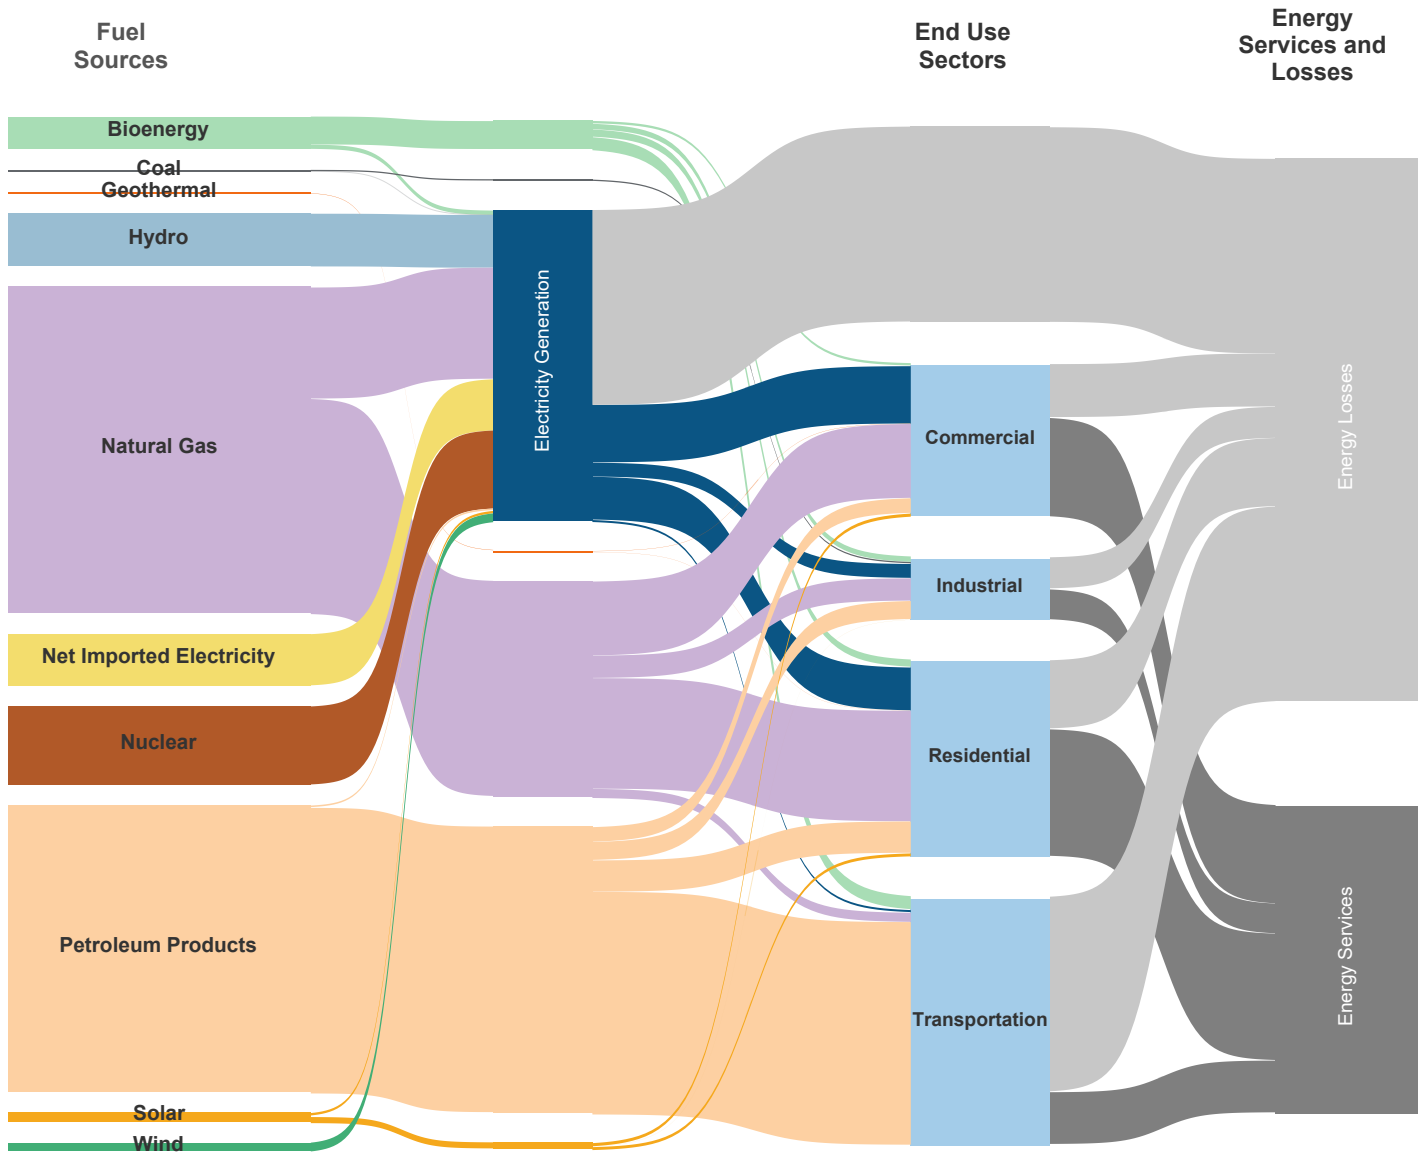 Fuel
Sources
End Use
Sectors
Energy
Services and
Losses
Bioenergy
Coal
Geothermal
Hydro
Natural Gas
Net Imported Electricity
Nuclear
Petroleum Products
Solar
Wind
Electricity Generation
Commercial
Industrial
Residential
Transportation
Energy Losses
Energy Services